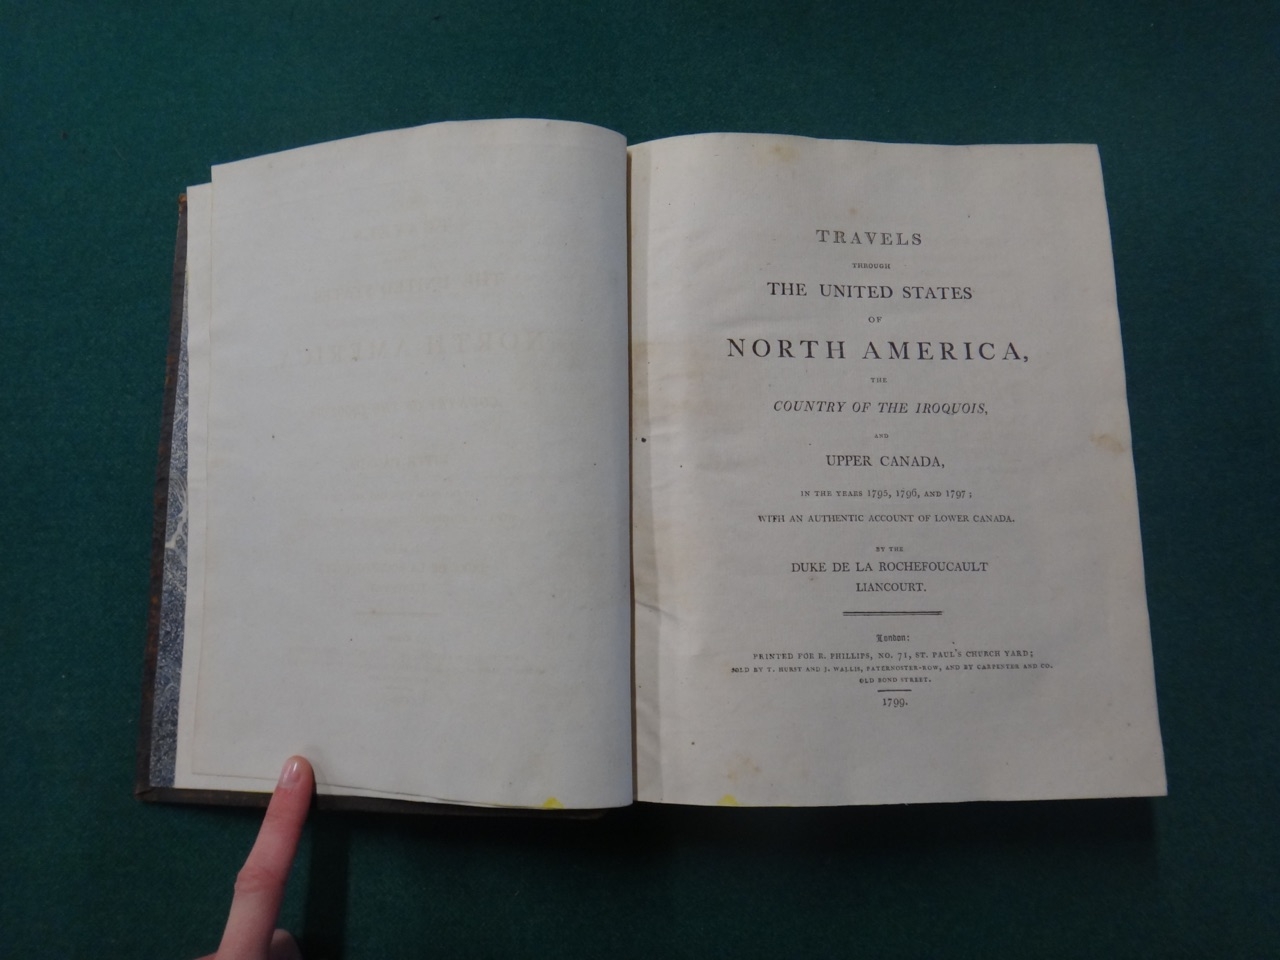 TRAVELS
THROUGH
THE UNITED STATES
OF
NORTH AMERICA,
THE
COUNTRY OF THE IROQUOIS,
AND
UPPER CANADA,
IN THE YEARS 1795, 1796, AND 1797;
WITH AN AUTHENTIC ACCOUNT OF LOWER CANADA.
BY THE
DUKE DE LA ROCHEFOUCAULT
LIANCOURT.
London:
PRINTED FOR R. PHILLIPS, NO. 71, ST. PAUL'S CHURCH YARD;
SOLD BY T. HURST AND J. WALLIS, PATERNOSTER-ROW, AND BY CARPENTER AND CO.
OLD BOND STREET.
1799.